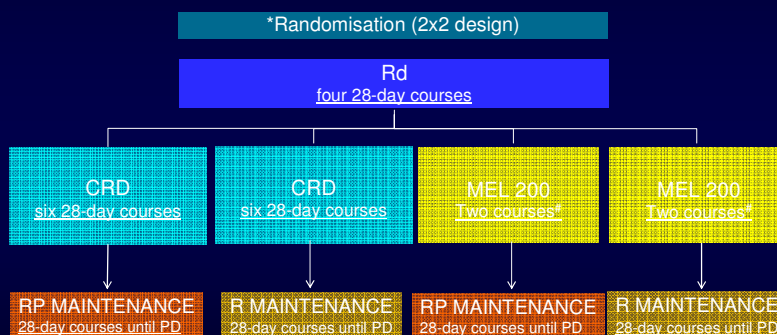 *Randomisation (2x2 design)
Rd
four 28-day courses
CRD
six 28-day courses
CRD
six 28-day courses
MEL 200
Two courses*
MEL 200
Two courses*
RP MAINTENANCE
28-day courses until PD
R MAINTENANCE
28-day courses until PD
RP MAINTENANCE
28-day courses until PD
R MAINTENANCE
28-day courses until PD